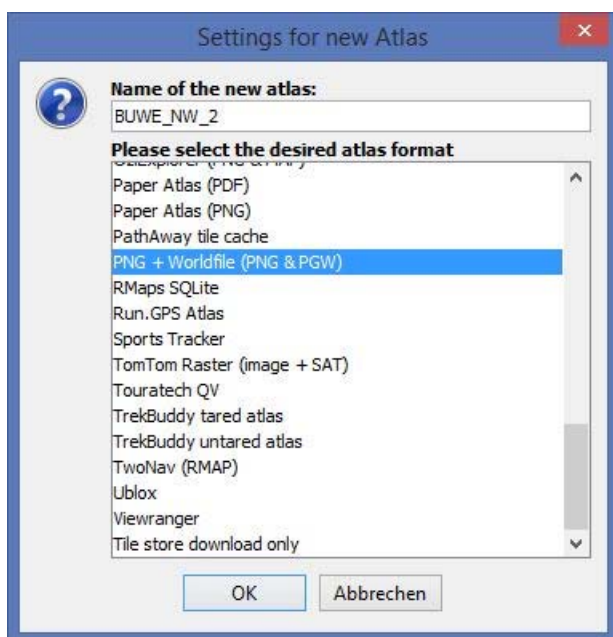 Settings for new Atlas
Name of the new atlas:
BUWE_NW_2
Please select the desired atlas format
OziExplorer (PNG & MAP)
Paper Atlas (PDF)
Paper Atlas (PNG)
PathAway tile cache
PNG + Worldfile (PNG & PGW)
RMaps SQLite
Run.GPS Atlas
Sports Tracker
TomTom Raster (image + SAT)
Touratech QV
TrekBuddy tared atlas
TrekBuddy untared atlas
TwoNav (RMAP)
Ublox
Viewranger
Tile store download only
OK Abbrechen